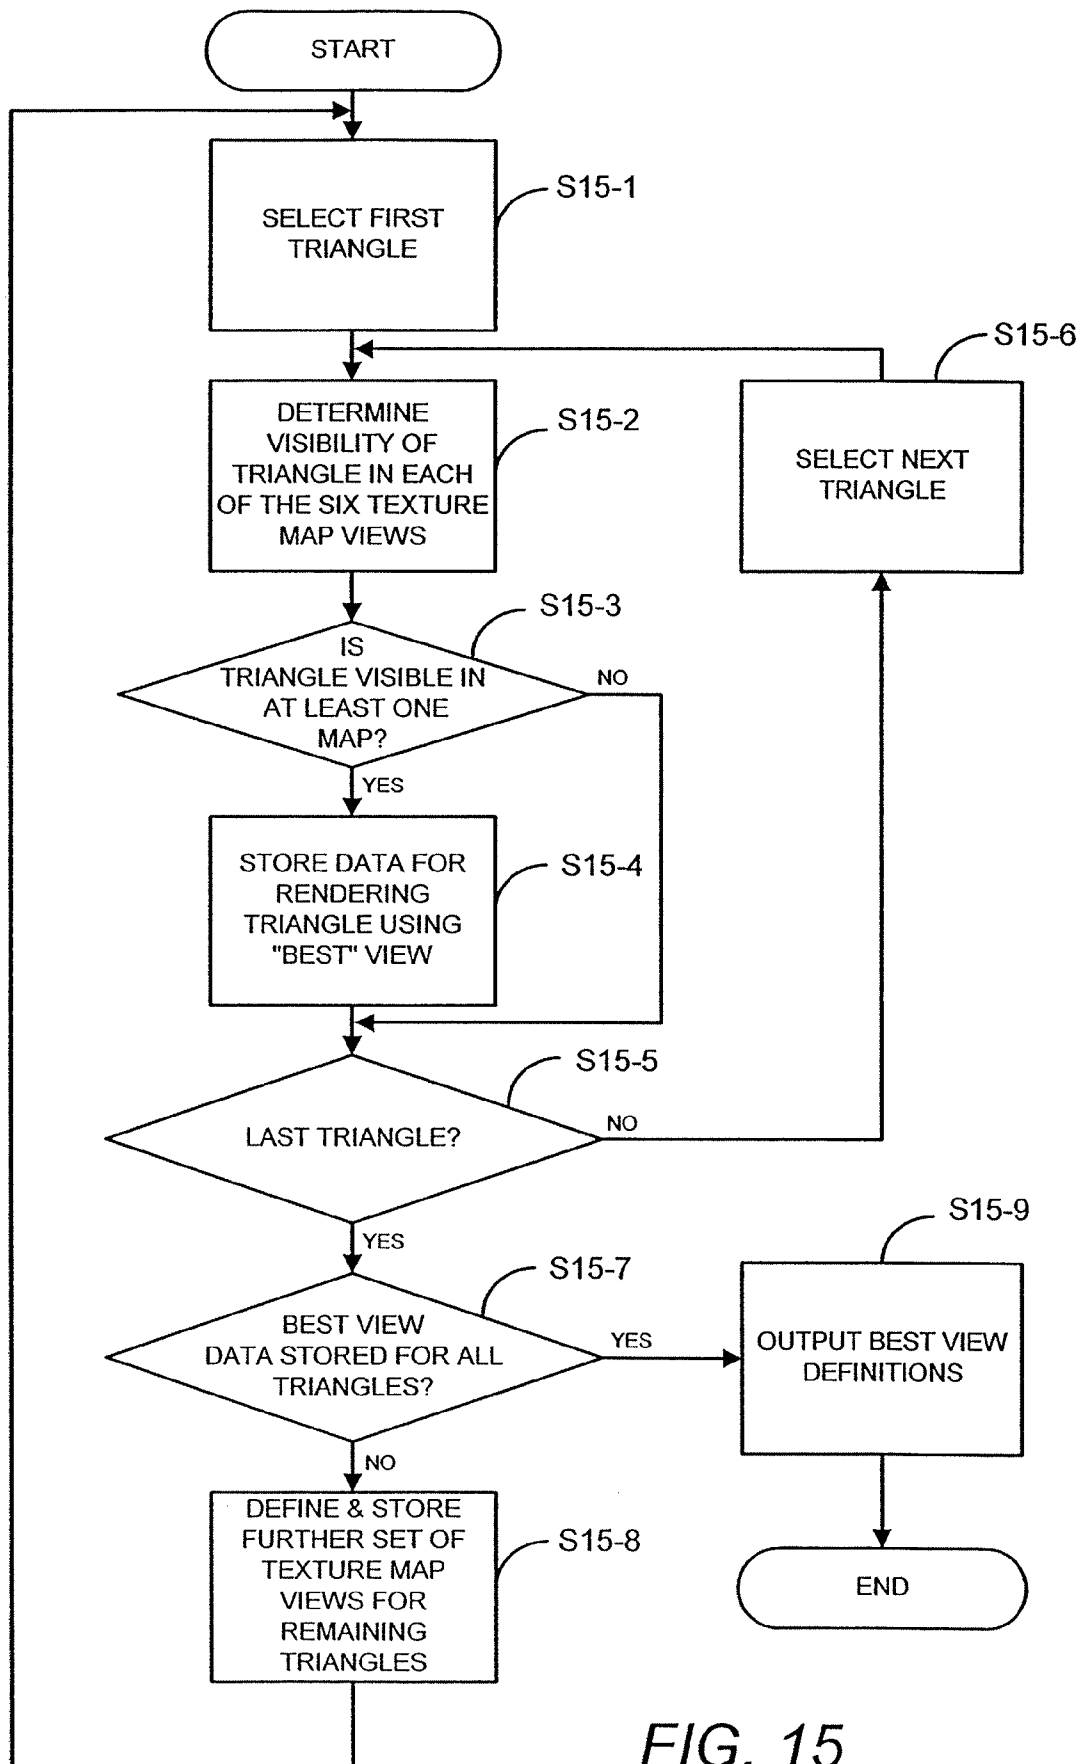 START
S15-1
SELECT FIRST
TRIANGLE
S15-6
SELECT NEXT
TRIANGLE
S15-2
DETERMINE
VISIBILITY OF
TRIANGLE IN EACH
OF THE SIX TEXTURE
MAP VIEWS
S15-3
IS
TRIANGLE VISIBLE IN
AT LEAST ONE
MAP?
NO
YES
S15-4
STORE DATA FOR
RENDERING
TRIANGLE USING
"BEST" VIEW
S15-5
LAST TRIANGLE?
NO
YES
S15-7
BEST VIEW
DATA STORED FOR ALL
TRIANGLES?
YES
S15-9
OUTPUT BEST VIEW
DEFINITIONS
NO
S15-8
DEFINE & STORE
FURTHER SET OF
TEXTURE MAP
VIEWS FOR
REMAINING
TRIANGLES
END
FIG. 15